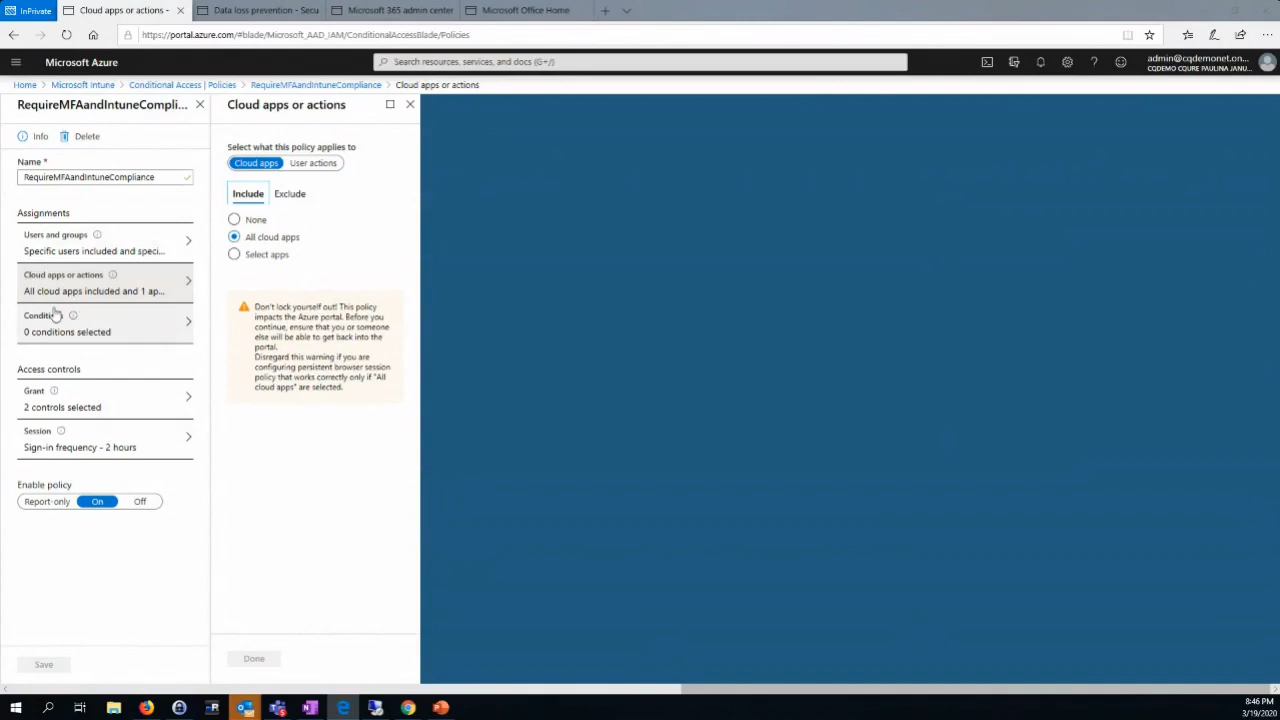 InPrivate
Cloud apps or actions -
Data loss prevention - Secu
Microsoft 365 admin center
Microsoft Office Home
https://portal.azure.com/#blade/Microsoft_AAD_IAM/ConditionalAccessBlade/Policies
Microsoft Azure
Search resources, services, and docs (G+/)
admin@cqdemonet.on...
CQDEMO CQURE PAULINA JANU...
Home > Microsoft Intune > Conditional Access | Policies > RequireMFAandIntuneCompliance > Cloud apps or actions
RequireMFAandIntuneCompli...
Info
Delete
Name *
RequireMFAandIntuneCompliance
Assignments
Users and groups
Specific users included and speci...
Cloud apps or actions
All cloud apps included and 1 ap...
0 conditions selected
Access controls
Grant
2 controls selected
Session
Sign-in frequency - 2 hours
Enable policy
Report-only
On
Off
Save
Cloud apps or actions
Select what this policy applies to
Cloud apps
User actions
Include
Exclude
None
All cloud apps
Select apps
Don't lock yourself out! This policy
impacts the Azure portal. Before you
continue, ensure that you or someone
else will be able to get back into the
portal.
Disregard this warning if you are
configuring persistent browser session
policy that works correctly only if "All
cloud apps" are selected.
Done
8:46 PM
3/19/2020